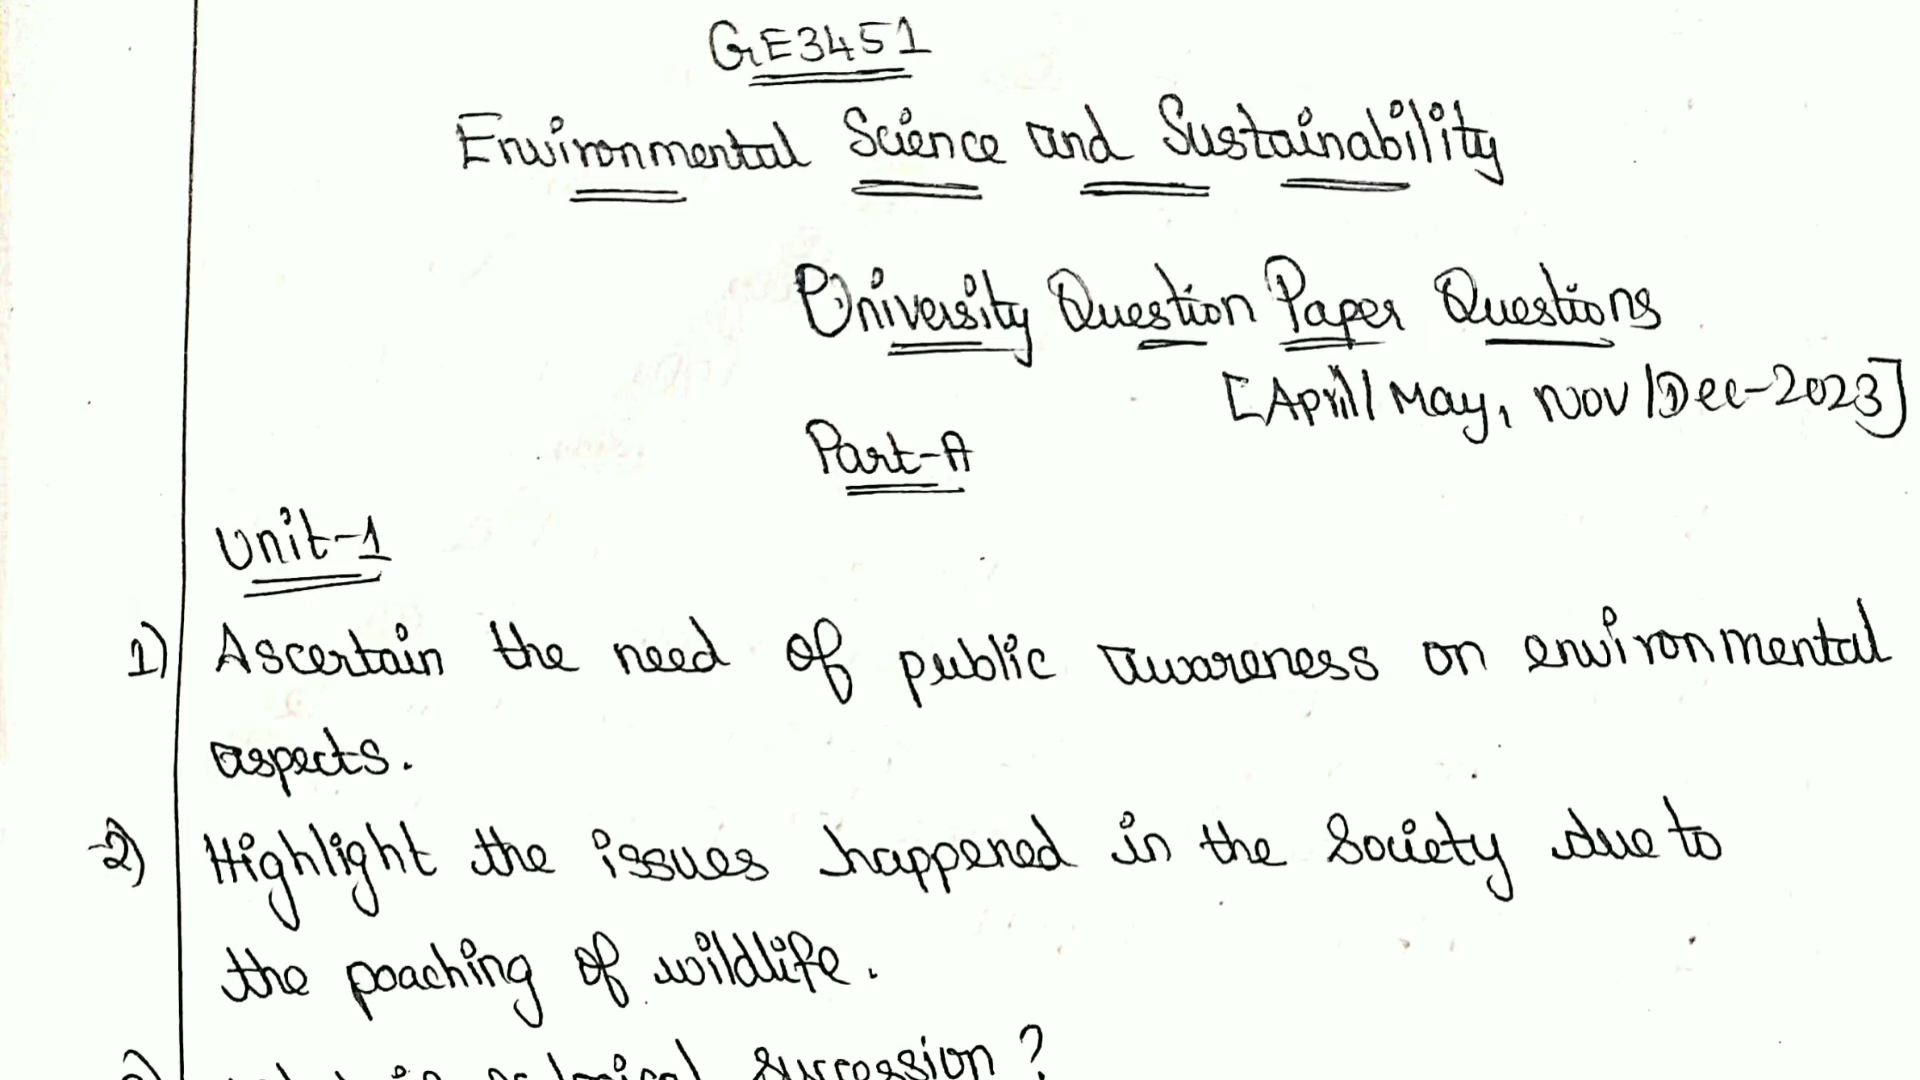 GE3451
Environmental Science and Sustainability
University Question Paper Questions
[April/May, Nov/Dec-2023]
Part-A
Unit-1
1) Ascertain the need of public awareness on environmental
aspects.
2) Highlight the issues happened in the Society due to
the poaching of wildlife.
succession?